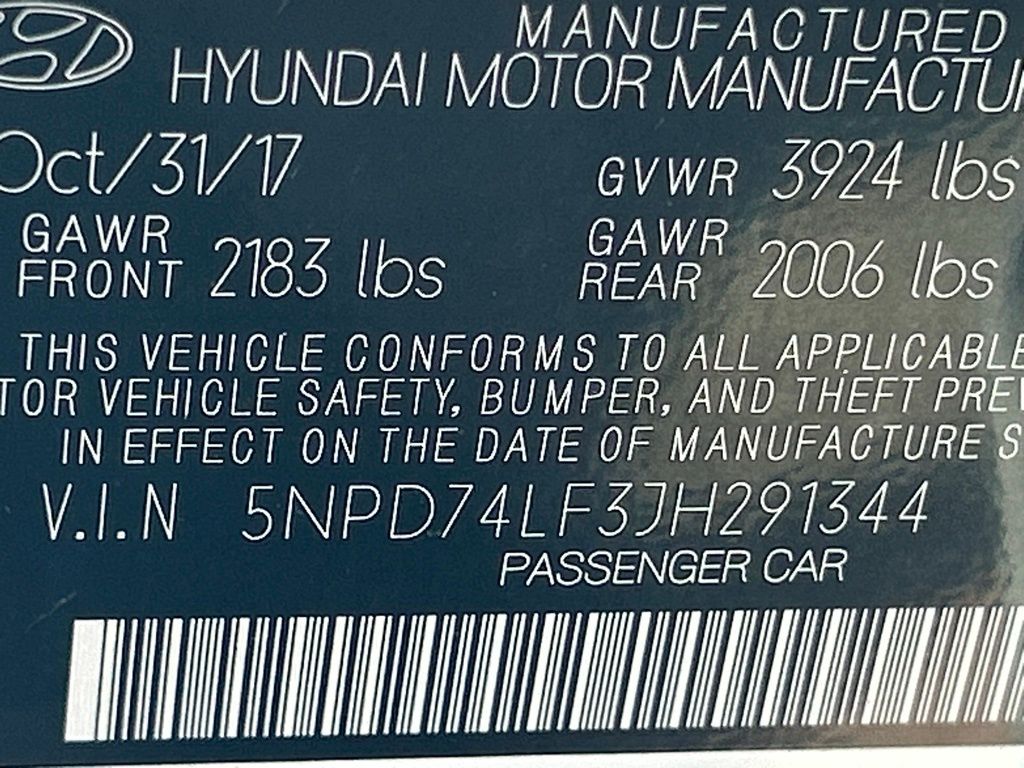 MANUFACTURED
HYUNDAI MOTOR MANUFACTU
Oct/31/17 GVWR 3924 lbs
GAWR FRONT 2183 lbs GAWR REAR 2006 lbs
THIS VEHICLE CONFORMS TO ALL APPLICABLE
TOR VEHICLE SAFETY, BUMPER, AND THEFT PREV
IN EFFECT ON THE DATE OF MANUFACTURE S
V.I.N 5NPD74LF3JH291344
PASSENGER CAR